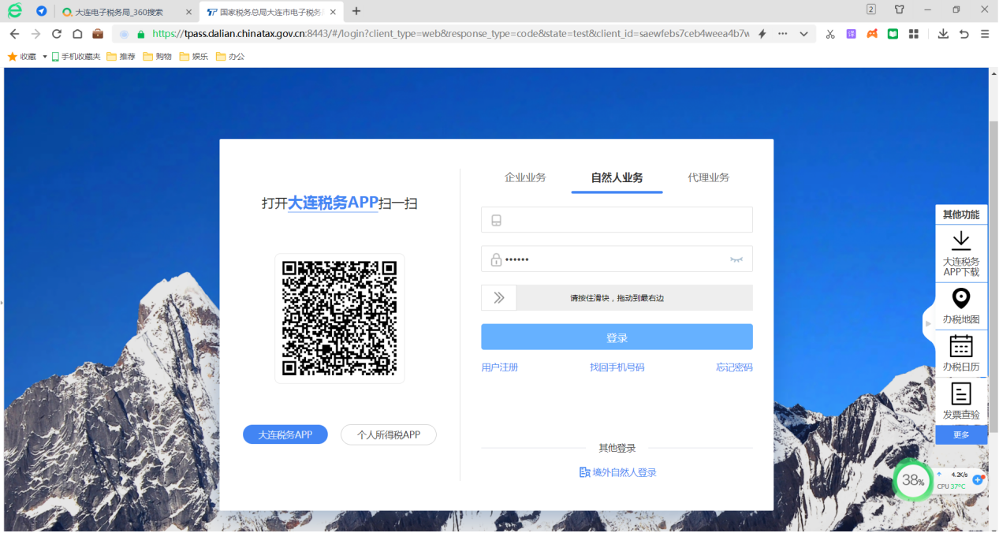 大连电子税务局_360搜索
国家税务总局大连市电子税务
2
https://tpass.dalian.chinatax.gov.cn:8443/#/login?client_type=web&response_type=code&state=test&client_id=saewfebs7ceb4weea4b7w
译
收藏 手机收藏夹 推荐 购物 娱乐 办公
打开大连税务APP扫一扫
大连税务APP
个人所得税APP
企业业务 自然人业务 代理业务
••••••
请按住滑块，拖动到最右边
登录
用户注册 找回手机号码 忘记密码
其他登录
境外自然人登录
其他功能
大连税务
APP下载
办税地图
办税日历
发票查验
更多
38%
4.2K/s
CPU 37°C